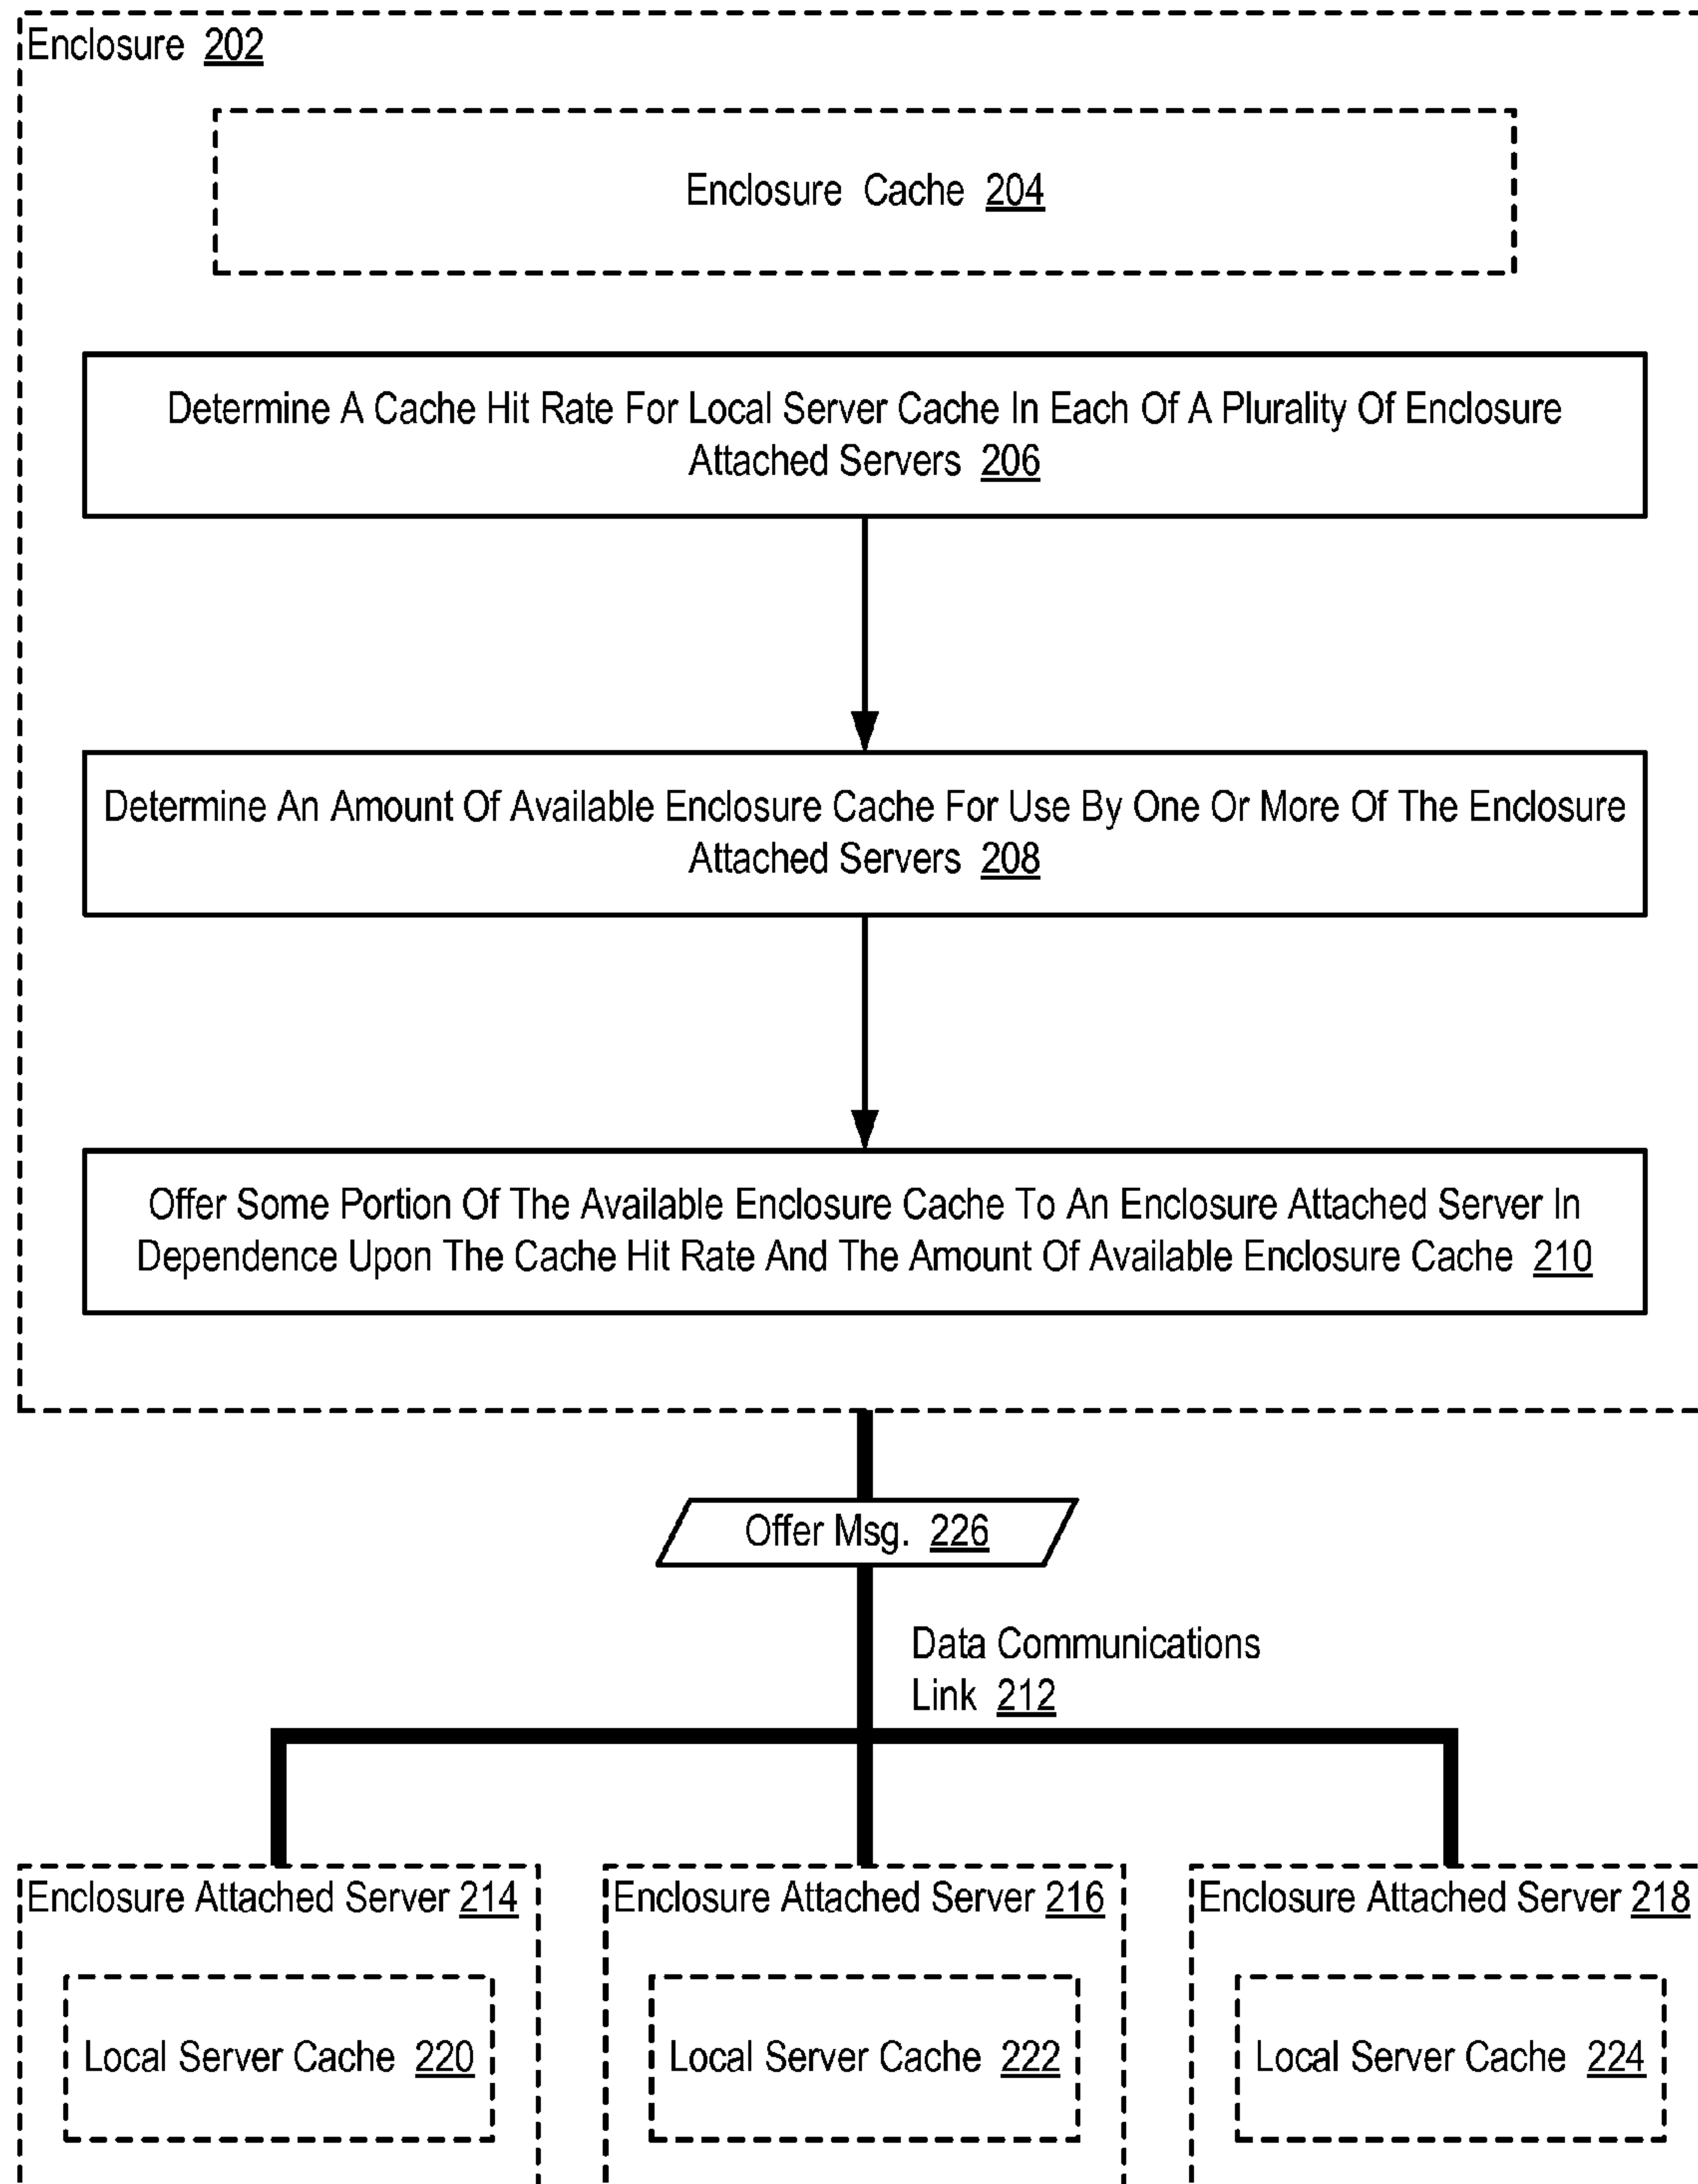 Enclosure 202
Enclosure Cache 204
Determine A Cache Hit Rate For Local Server Cache In Each Of A Plurality Of Enclosure
Attached Servers 206
Determine An Amount Of Available Enclosure Cache For Use By One Or More Of The Enclosure
Attached Servers 208
Offer Some Portion Of The Available Enclosure Cache To An Enclosure Attached Server In
Dependence Upon The Cache Hit Rate And The Amount Of Available Enclosure Cache 210
Offer Msg. 226
Data Communications
Link 212
Enclosure Attached Server 214
Local Server Cache 220
Enclosure Attached Server 216
Local Server Cache 222
Enclosure Attached Server 218
Local Server Cache 224